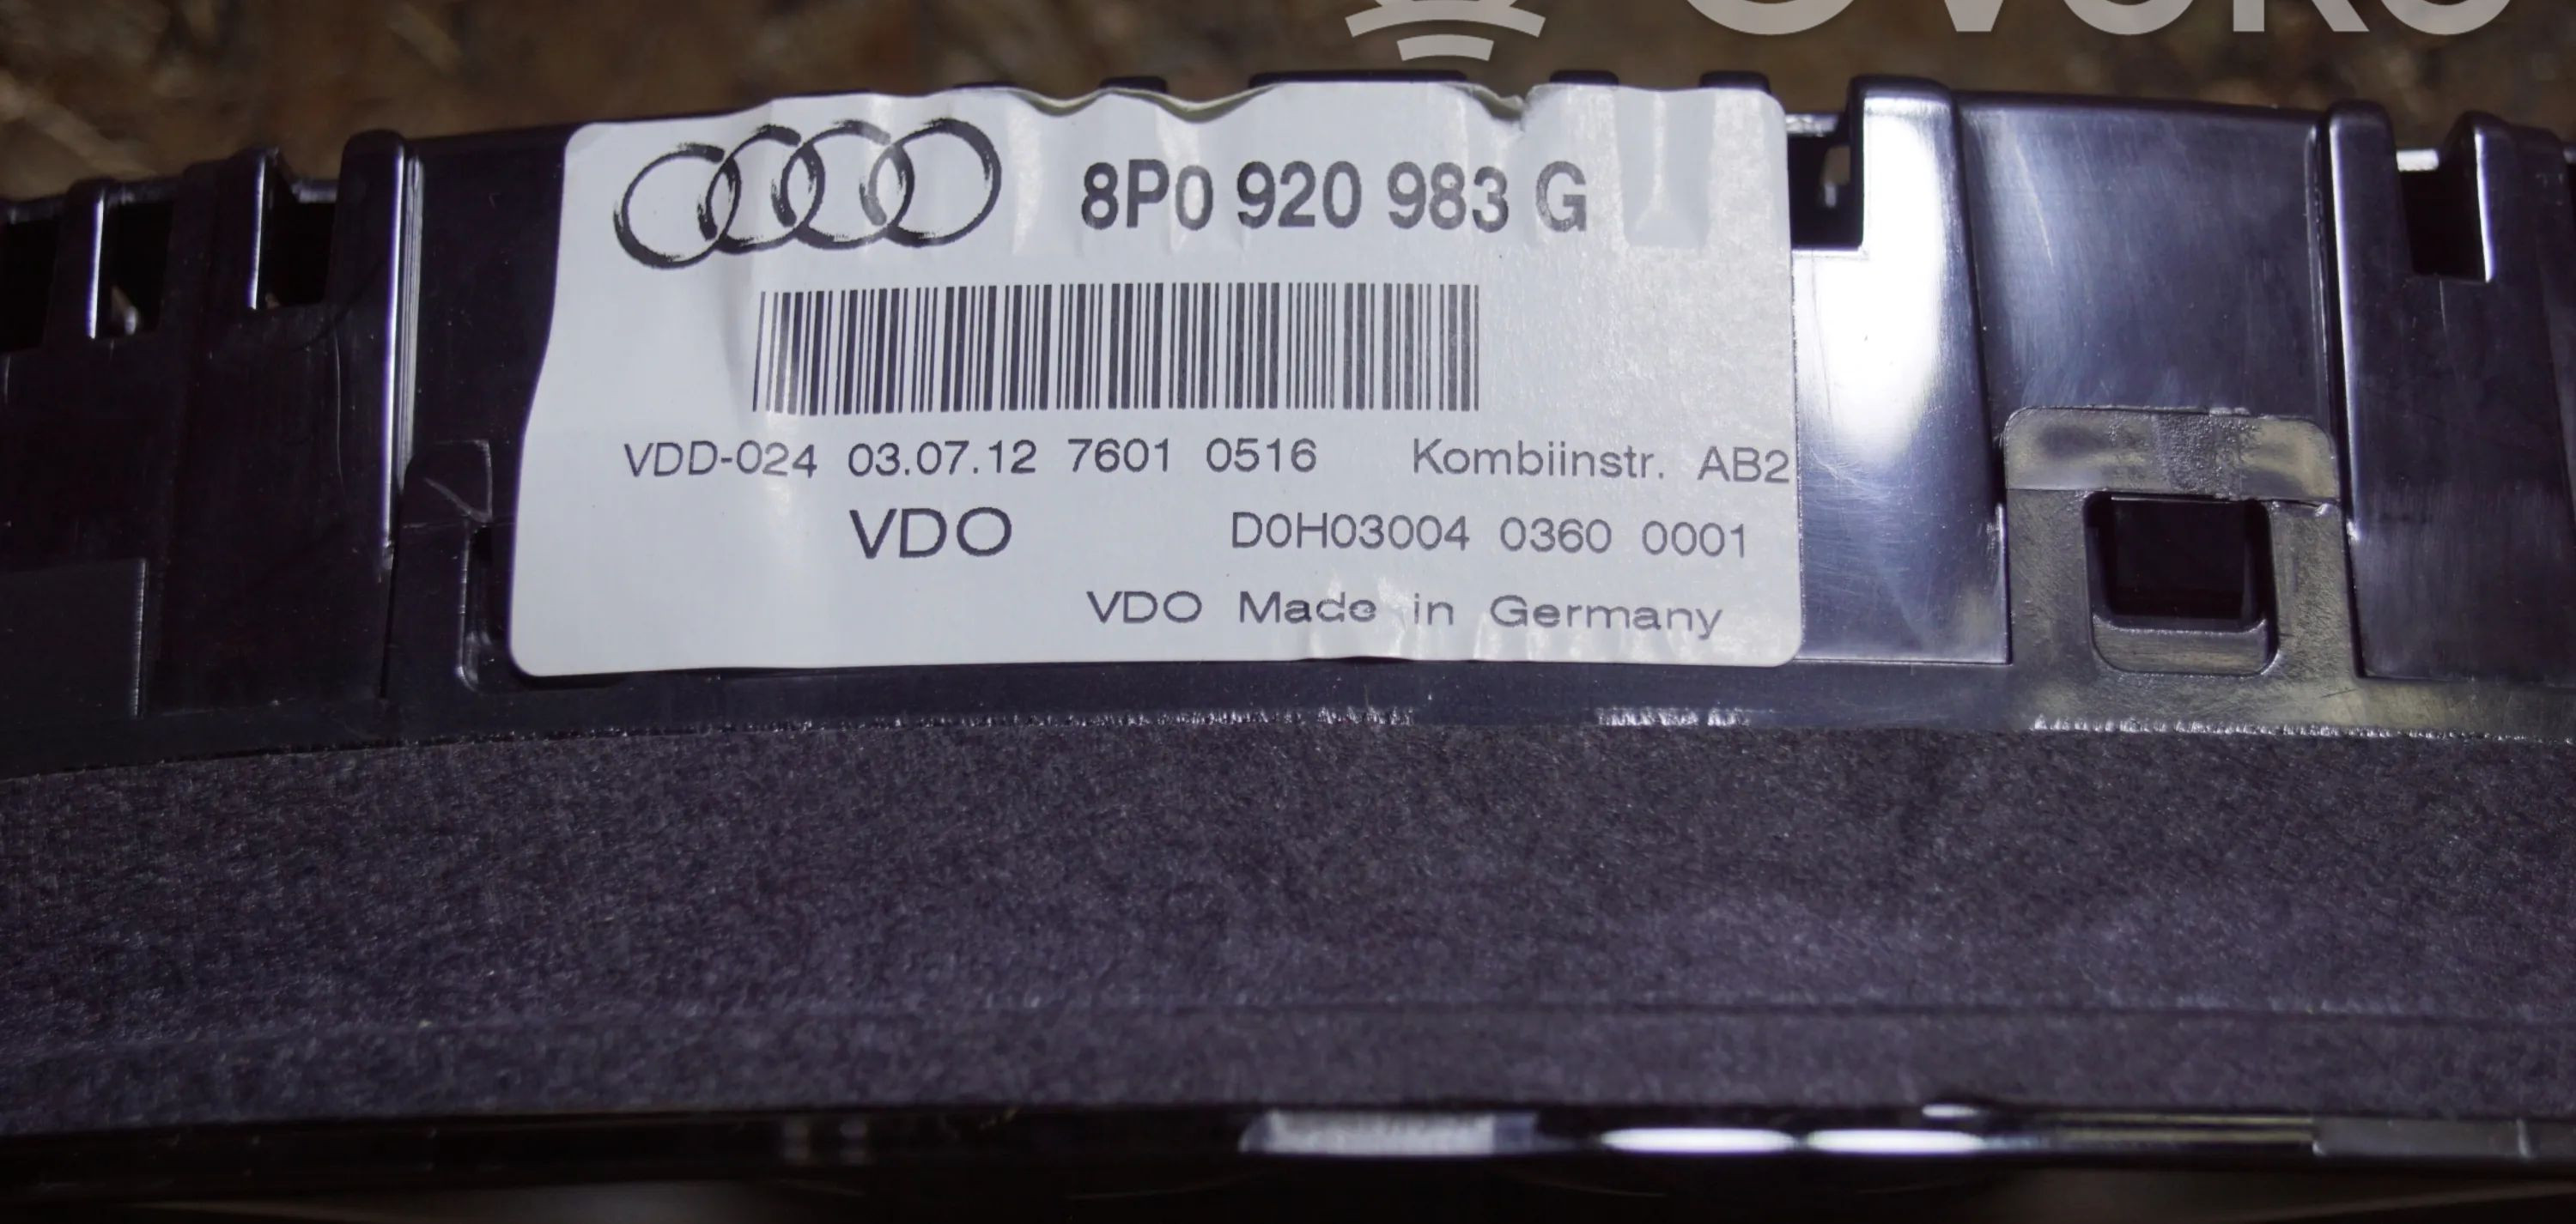 8P0 920 983 G
VDD-024 03.07.12 7601 0516 Kombiinstr. AB2
VDO D0H03004 0360 0001
VDO Made in Germany